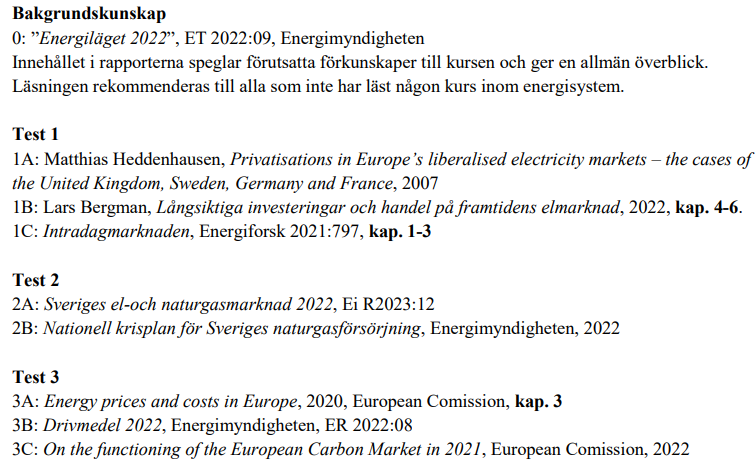 Bakgrundskunskap
0: ”Energiläget 2022”, ET 2022:09, Energimyndigheten
Innehållet i rapporterna speglar förutsatta förkunskaper till kursen och ger en allmän överblick.
Läsningen rekommenderas till alla som inte har läst någon kurs inom energisystem.
Test 1
1A: Matthias Heddenhausen, Privatisations in Europe’s liberalised electricity markets – the cases of
the United Kingdom, Sweden, Germany and France, 2007
1B: Lars Bergman, Långsiktiga investeringar och handel på framtidens elmarknad, 2022, kap. 4-6.
1C: Intradagmarknaden, Energiforsk 2021:797, kap. 1-3
Test 2
2A: Sveriges el-och naturgasmarknad 2022, Ei R2023:12
2B: Nationell krisplan för Sveriges naturgasförsörjning, Energimyndigheten, 2022
Test 3
3A: Energy prices and costs in Europe, 2020, European Comission, kap. 3
3B: Drivmedel 2022, Energimyndigheten, ER 2022:08
3C: On the functioning of the European Carbon Market in 2021, European Comission, 2022